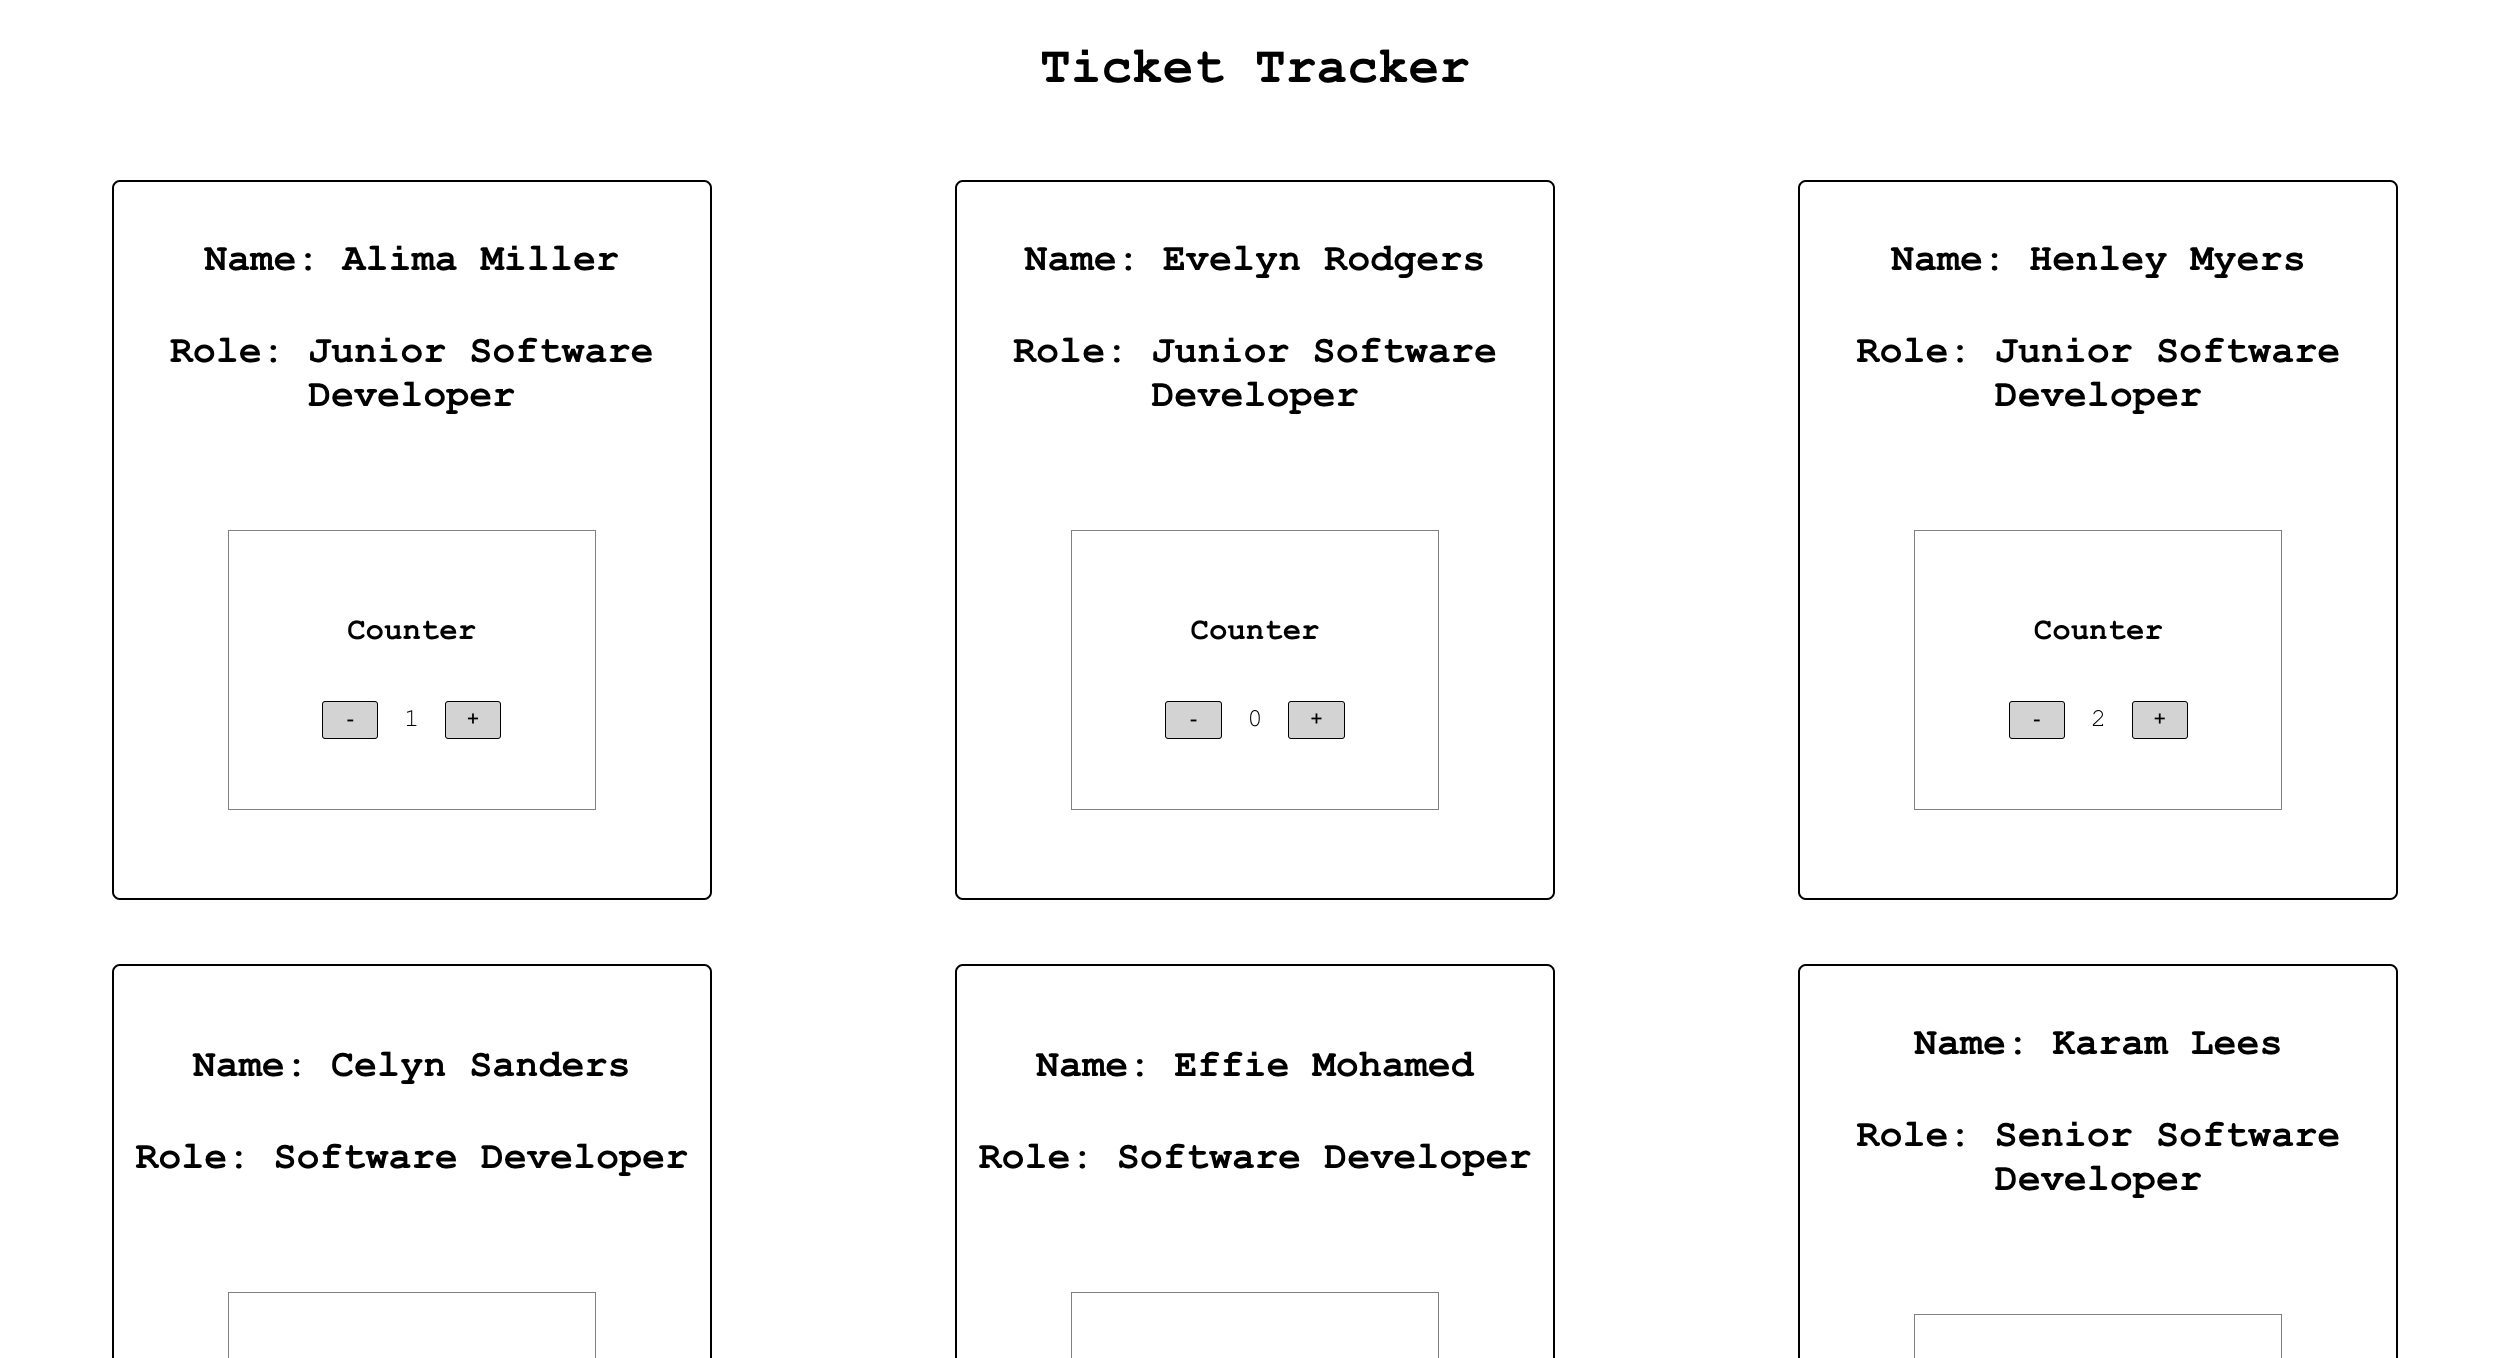 Ticket Tracker
Name: Alima Miller
Role: Junior Software
Developer
Counter
- 1 +
Name: Evelyn Rodgers
Role: Junior Software
Developer
Counter
- 0 +
Name: Henley Myers
Role: Junior Software
Developer
Counter
- 2 +
Name: Celyn Sanders
Role: Software Developer
Name: Effie Mohamed
Role: Software Developer
Name: Karam Lees
Role: Senior Software
Developer